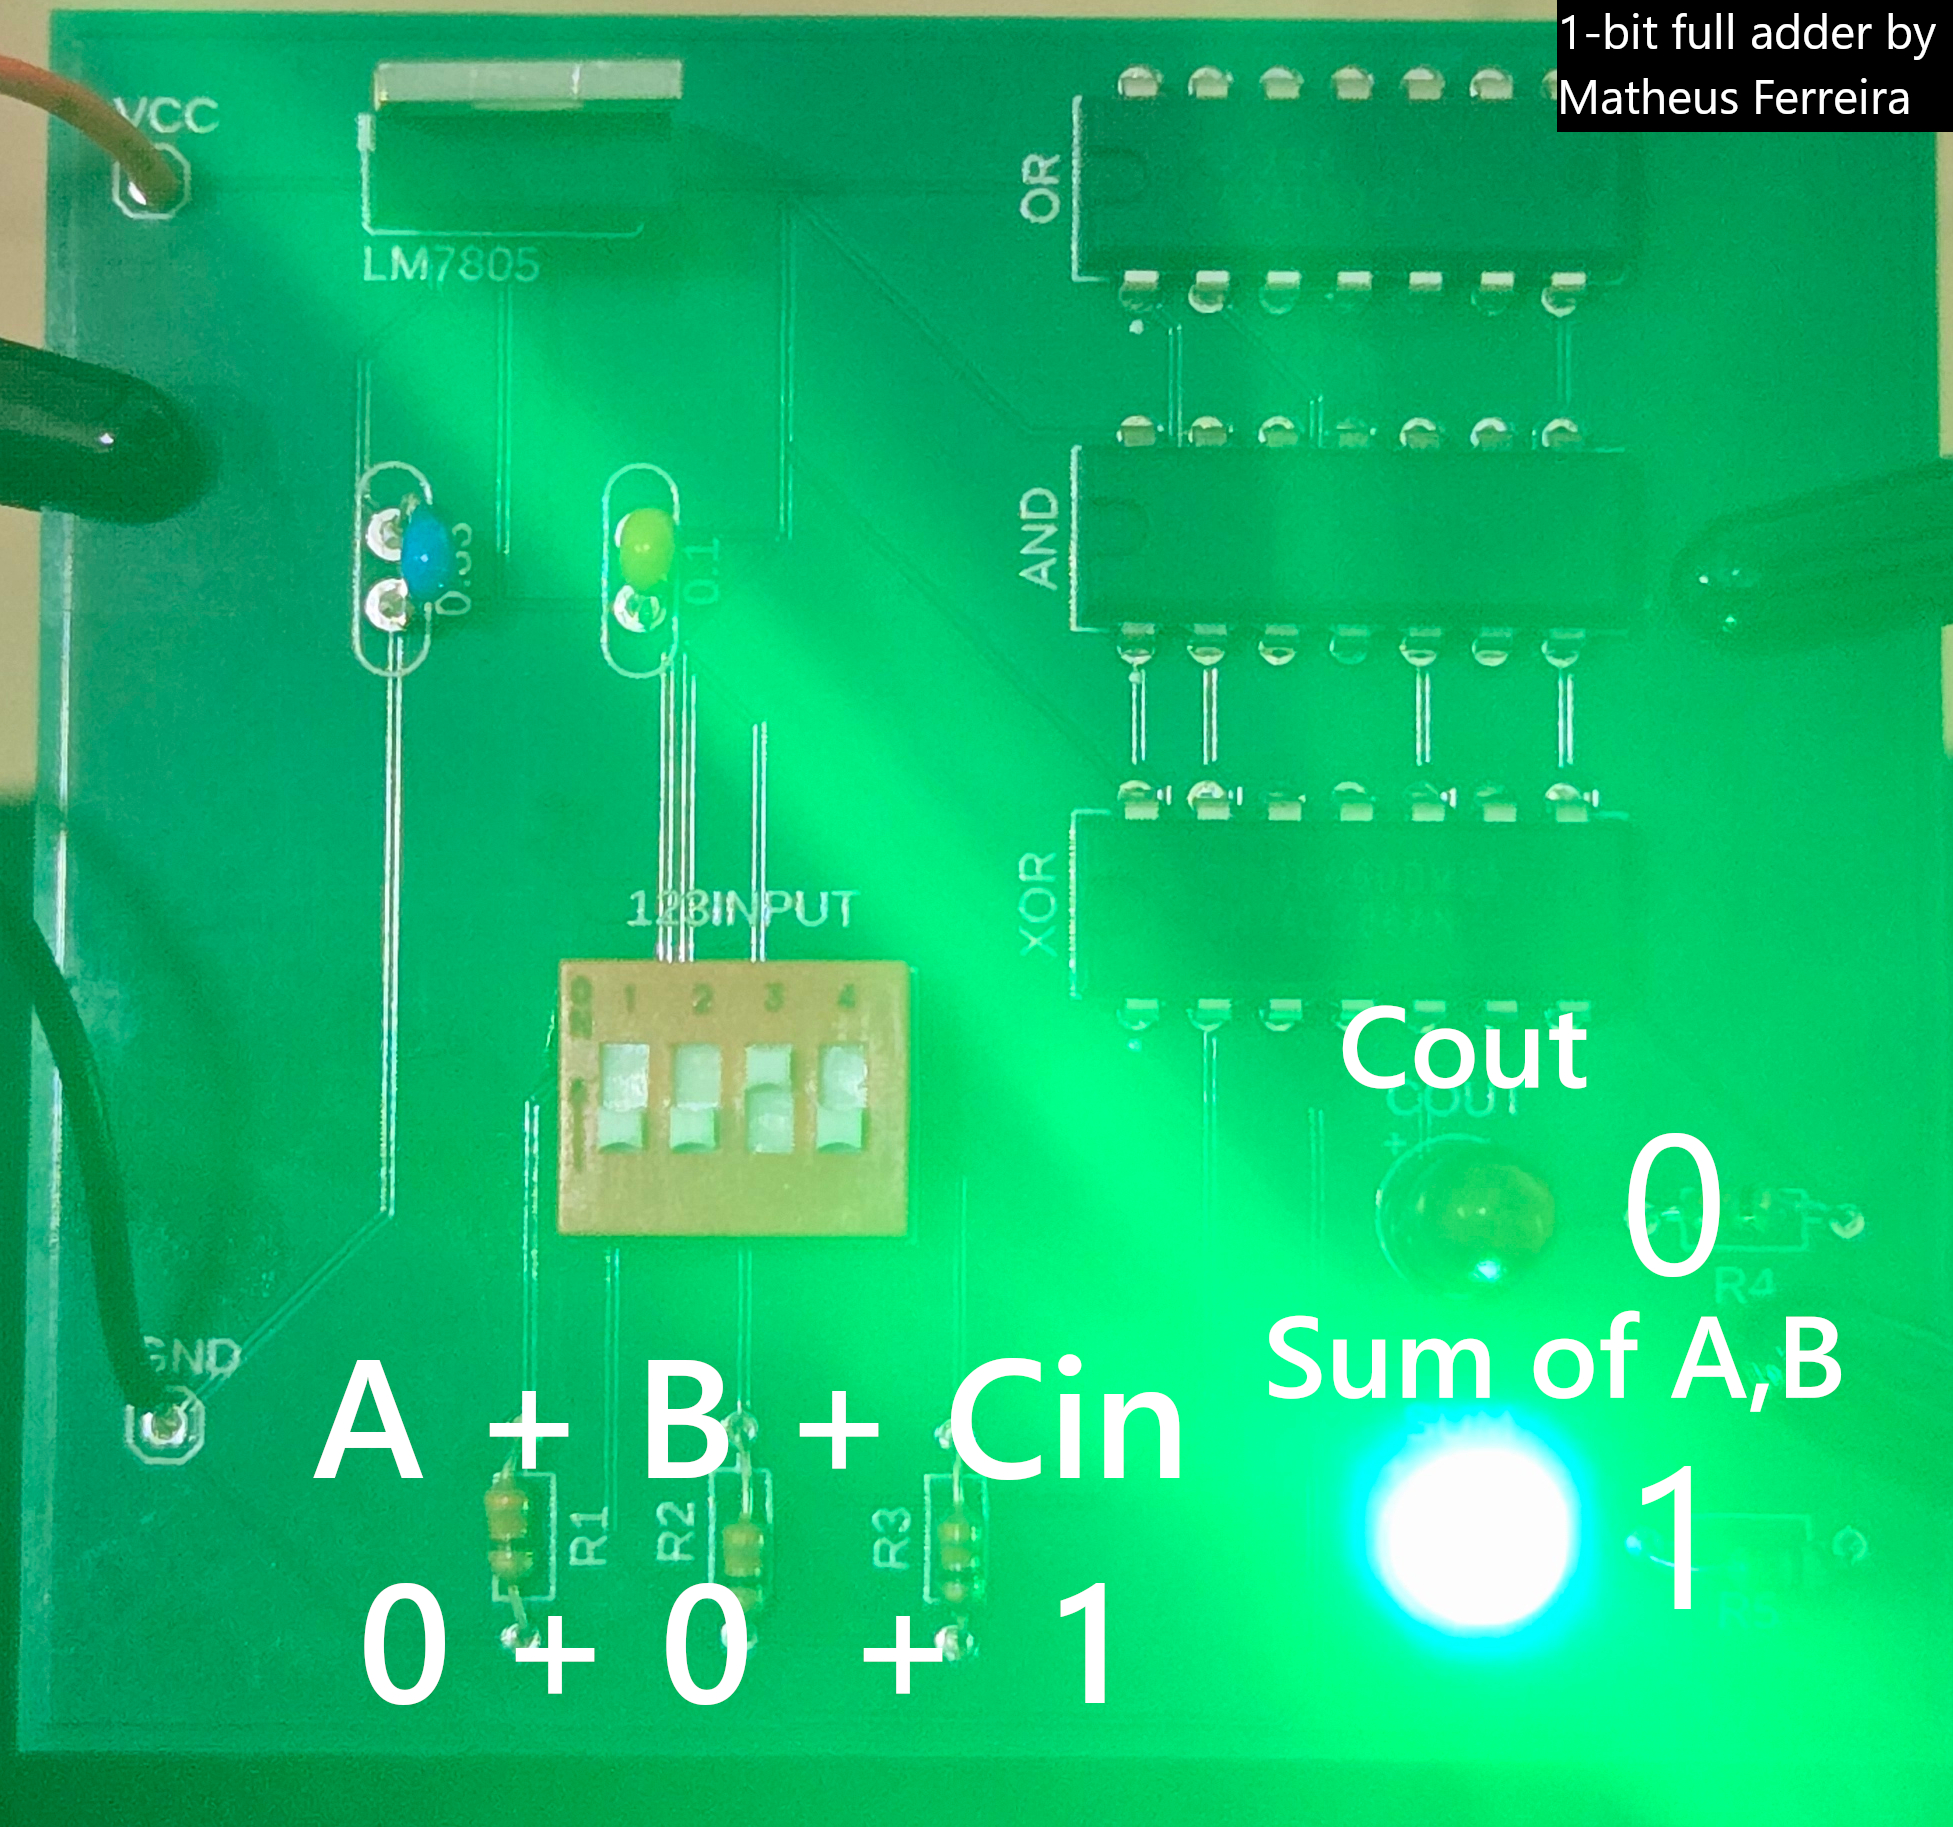 1-bit full adder by
Matheus Ferreira
VCC
LM7805
OR
AND
0.33
0.1
XOR
123INPUT
ON 1 2 3 4
Cout
COUT
+
0
R4
Sum of A,B
GND
A + B + Cin
1
R1
R2
R3
R5
0 + 0 + 1